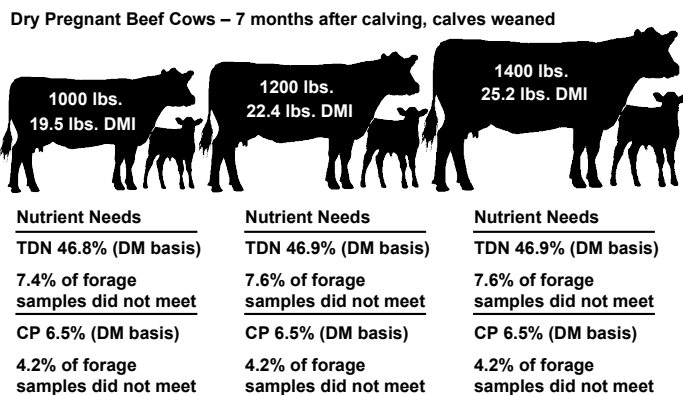 Dry Pregnant Beef Cows – 7 months after calving, calves weaned
1000 lbs.
19.5 lbs. DMI
1200 lbs.
22.4 lbs. DMI
1400 lbs.
25.2 lbs. DMI
Nutrient Needs
TDN 46.8% (DM basis)
7.4% of forage
samples did not meet
CP 6.5% (DM basis)
4.2% of forage
samples did not meet
Nutrient Needs
TDN 46.9% (DM basis)
7.6% of forage
samples did not meet
CP 6.5% (DM basis)
4.2% of forage
samples did not meet
Nutrient Needs
TDN 46.9% (DM basis)
7.6% of forage
samples did not meet
CP 6.5% (DM basis)
4.2% of forage
samples did not meet